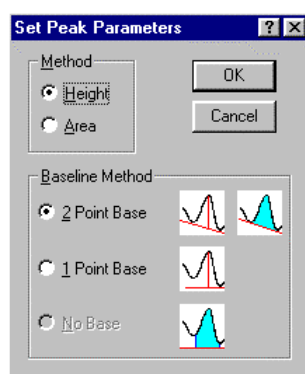 Set Peak Parameters
Method
Height
Area
OK
Cancel
Baseline Method
2 Point Base
1 Point Base
No Base